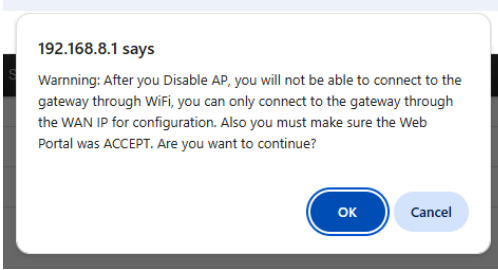 192.168.8.1 says
Warnning: After you Disable AP, you will not be able to connect to the
gateway through WiFi, you can only connect to the gateway through
the WAN IP for configuration. Also you must make sure the Web
Portal was ACCEPT. Are you want to continue?
OK
Cancel